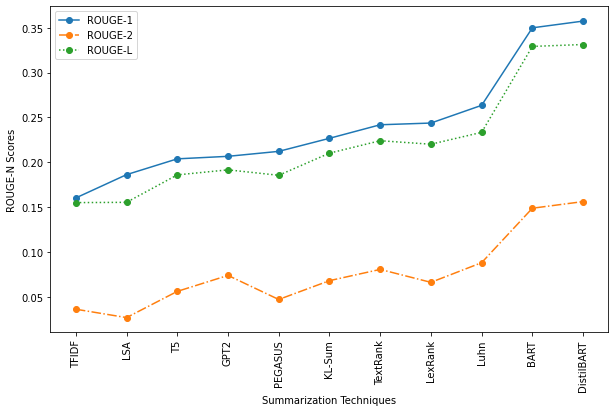 ROUGE-1
ROUGE-2
ROUGE-L
ROUGE-N Scores
0.35
0.30
0.25
0.20
0.15
0.10
0.05
TFIDF
LSA
T5
GPT2
PEGASUS
KL-Sum
TextRank
LexRank
Luhn
BART
DistilBART
Summarization Techniques